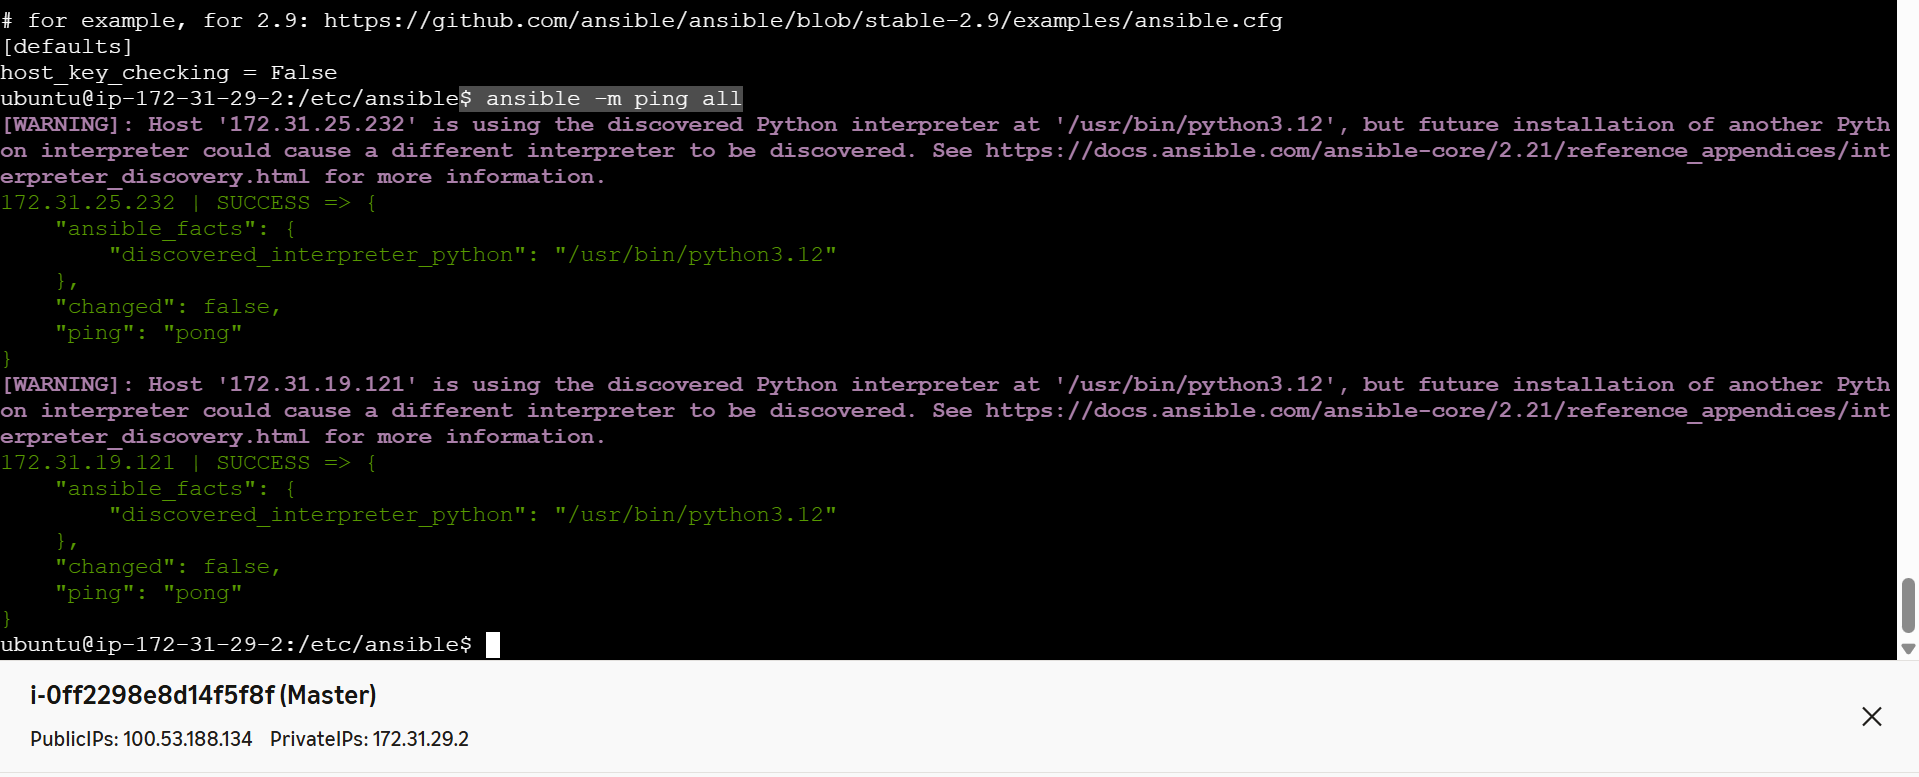 # for example, for 2.9: https://github.com/ansible/ansible/blob/stable-2.9/examples/ansible.cfg
[defaults]
host_key_checking = False
ubuntu@ip-172-31-29-2:/etc/ansible$ ansible -m ping all
[WARNING]: Host '172.31.25.232' is using the discovered Python interpreter at '/usr/bin/python3.12', but future installation of another Pyth
on interpreter could cause a different interpreter to be discovered. See https://docs.ansible.com/ansible-core/2.21/reference_appendices/int
erpreter_discovery.html for more information.
172.31.25.232 | SUCCESS => {
    "ansible_facts": {
        "discovered_interpreter_python": "/usr/bin/python3.12"
    },
    "changed": false,
    "ping": "pong"
}
[WARNING]: Host '172.31.19.121' is using the discovered Python interpreter at '/usr/bin/python3.12', but future installation of another Pyth
on interpreter could cause a different interpreter to be discovered. See https://docs.ansible.com/ansible-core/2.21/reference_appendices/int
erpreter_discovery.html for more information.
172.31.19.121 | SUCCESS => {
    "ansible_facts": {
        "discovered_interpreter_python": "/usr/bin/python3.12"
    },
    "changed": false,
    "ping": "pong"
}
ubuntu@ip-172-31-29-2:/etc/ansible$
i-0ff2298e8d14f5f8f (Master)
PublicIPs: 100.53.188.134 PrivateIPs: 172.31.29.2